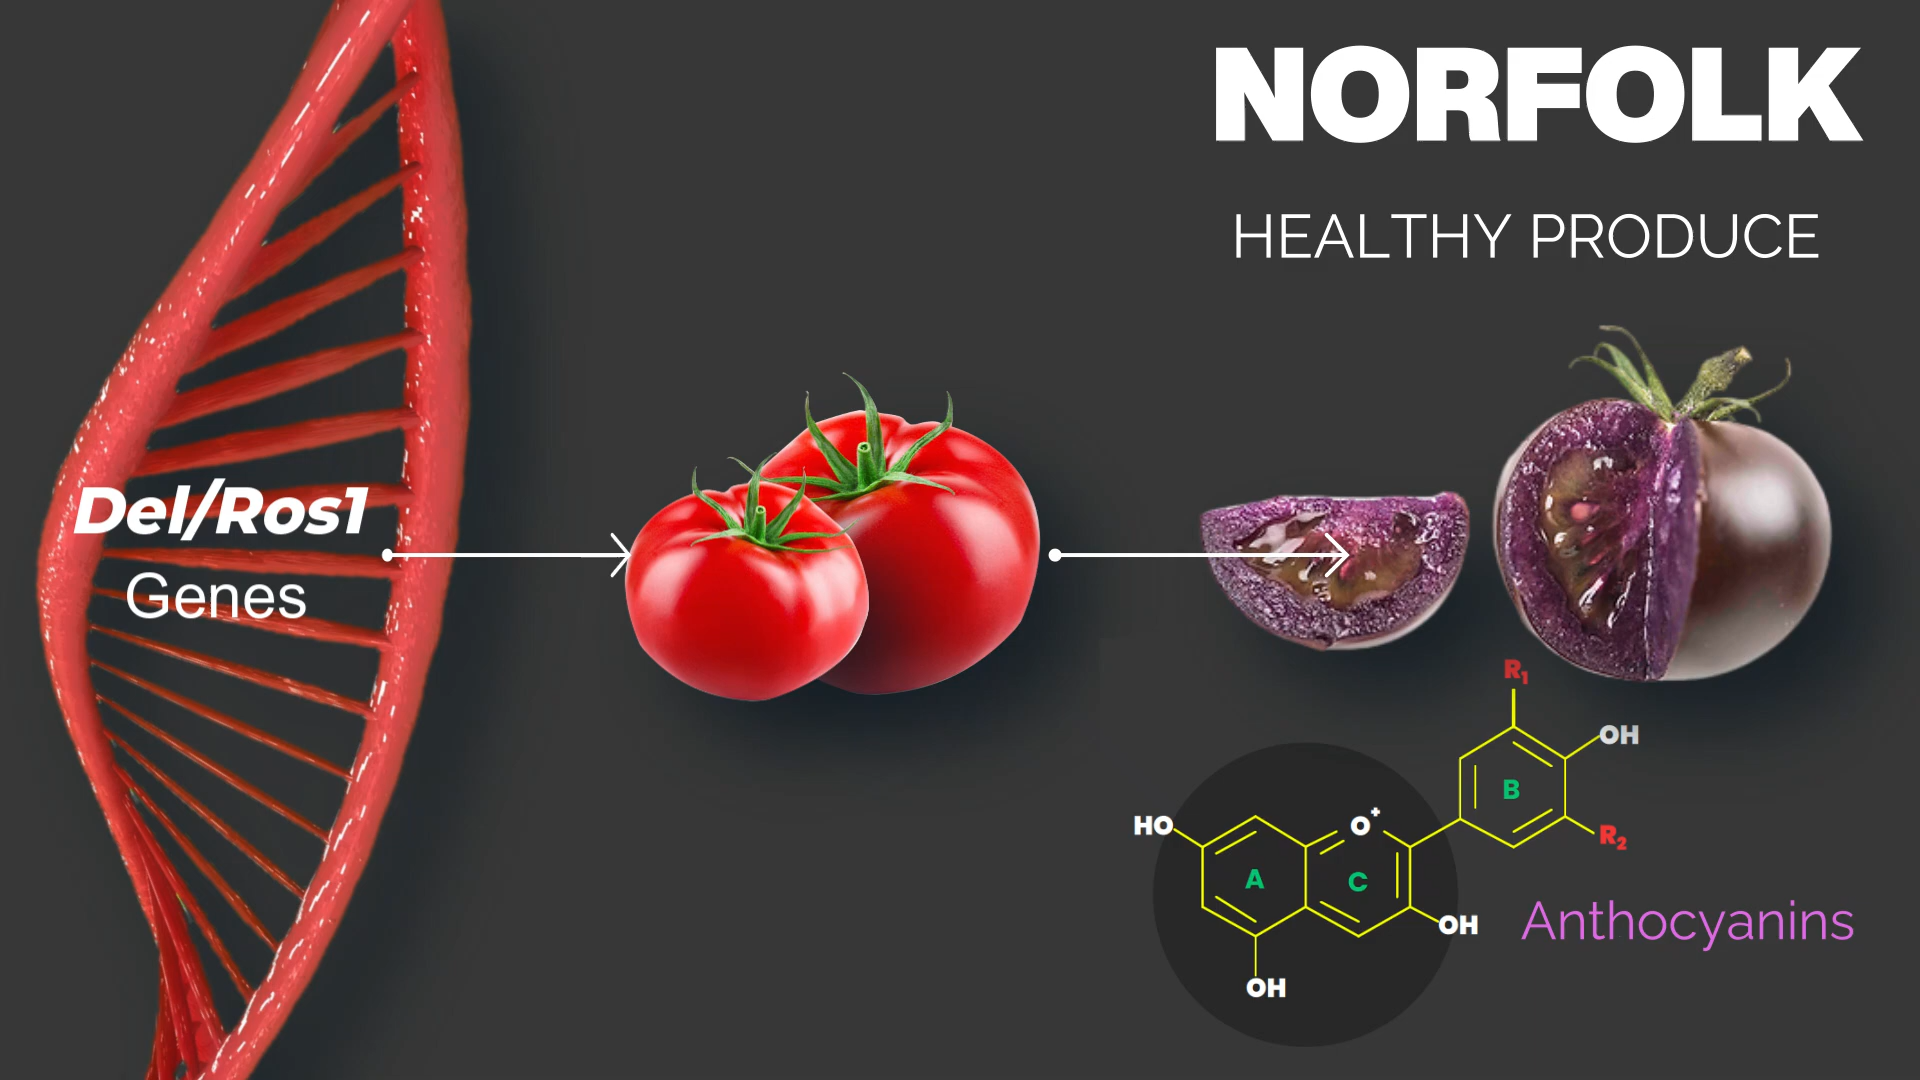 NORFOLK
HEALTHY PRODUCE
Del/Ros1
Genes
R₁
OH
B
HO
O⁺
R₂
A
C
OH
Anthocyanins
OH